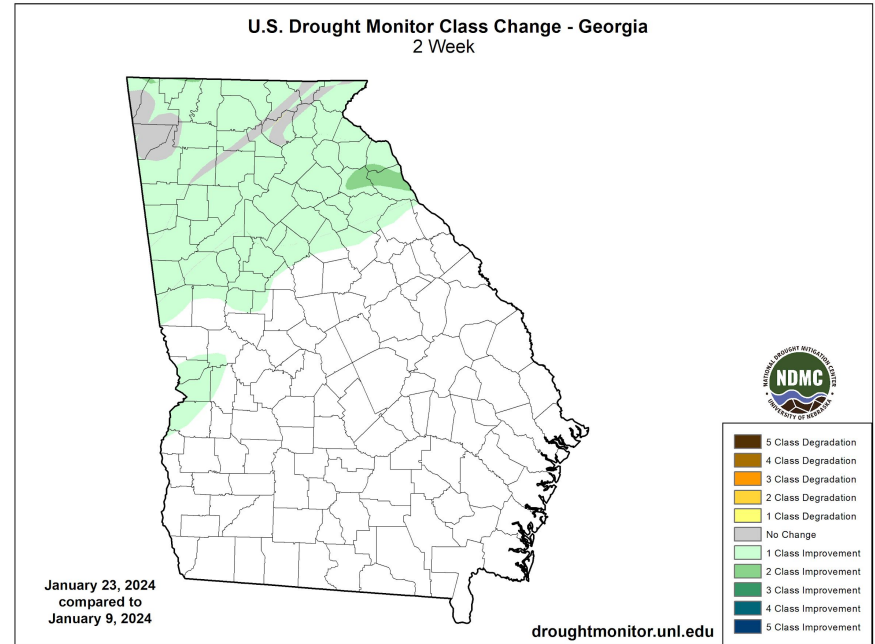 U.S. Drought Monitor Class Change - Georgia
2 Week
NATIONAL DROUGHT MITIGATION CENTER
NDMC
UNIVERSITY OF NEBRASKA
5 Class Degradation
4 Class Degradation
3 Class Degradation
2 Class Degradation
1 Class Degradation
No Change
1 Class Improvement
2 Class Improvement
3 Class Improvement
4 Class Improvement
5 Class Improvement
January 23, 2024
compared to
January 9, 2024
droughtmonitor.unl.edu